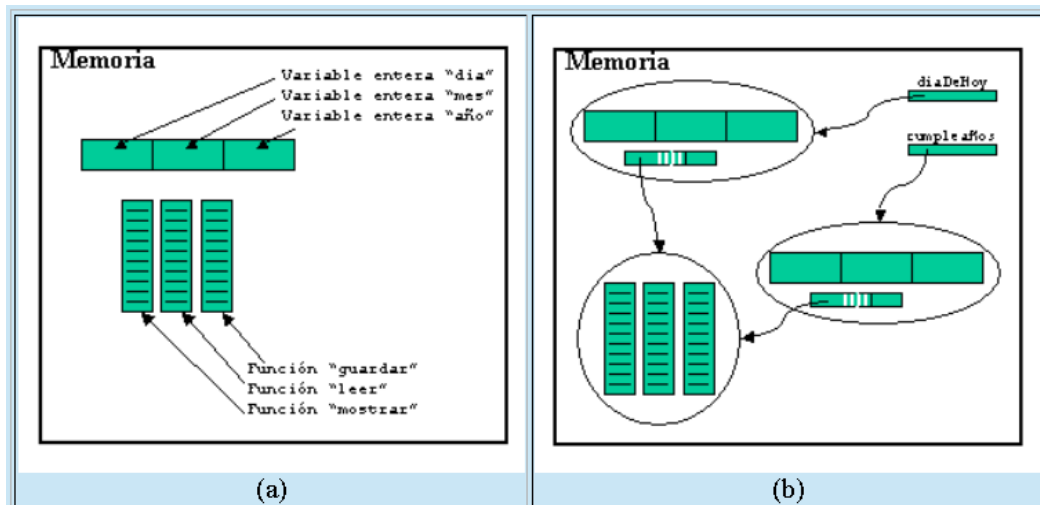 Memoria
Variable entera "dia"
Variable entera "mes"
Variable entera "año"
Función "guardar"
Función "leer"
Función "mostrar"
(a)
Memoria
diaDeHoy
cumpleaños
(b)